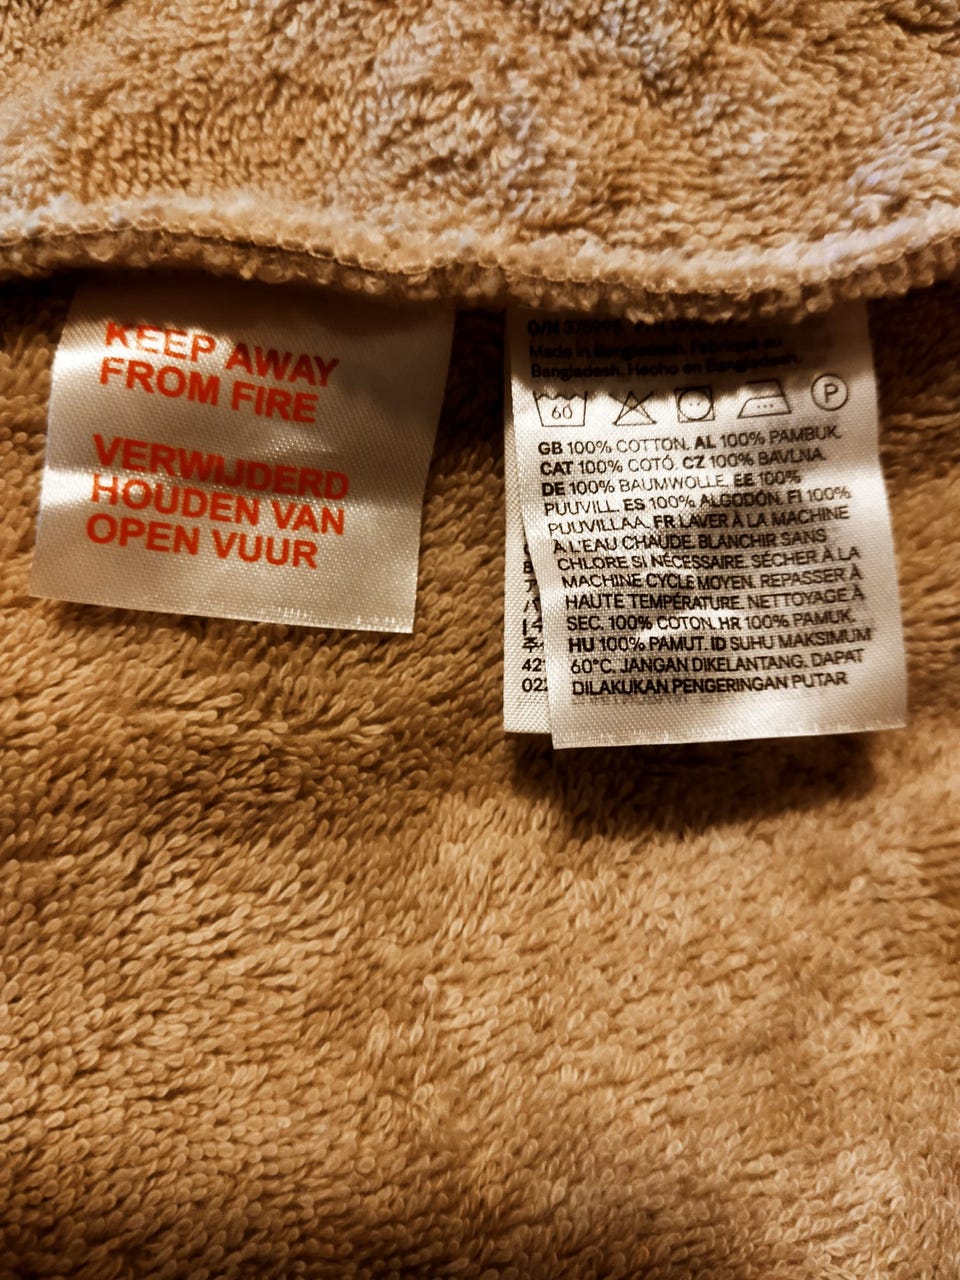 KEEP AWAY
FROM FIRE
VERWIJDERD
HOUDEN VAN
OPEN VUUR
O/N 375995
Made in Bangladesh. Fabriqué au
Bangladesh. Hecho en Bangladesh.
60 P
GB 100% COTTON. AL 100% PAMBUK.
CAT 100% COTÓ. CZ 100% BAVLNA.
DE 100% BAUMWOLLE. EE 100%
PUUVILL. ES 100% ALGODÓN. FI 100%
PUUVILLAA. FR LAVER À LA MACHINE
À L'EAU CHAUDE. BLANCHIR SANS
CHLORE SI NÉCESSAIRE. SÉCHER À LA
MACHINE CYCLE MOYEN. REPASSER À
HAUTE TEMPÉRATURE. NETTOYAGE À
SEC. 100% COTON. HR 100% PAMUK.
HU 100% PAMUT. ID SUHU MAKSIMUM
60°C. JANGAN DIKELANTANG. DAPAT
DILAKUKAN PENGERINGAN PUTAR